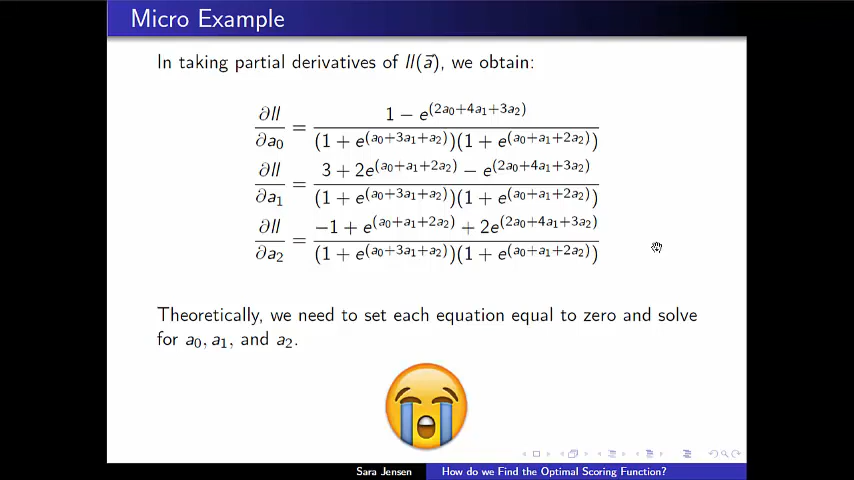 Micro Example
In taking partial derivatives of ll(a⃗), we obtain:
∂ll/∂a₀ = (1 − e^(2a₀+4a₁+3a₂)) / ((1 + e^(a₀+3a₁+a₂))(1 + e^(a₀+a₁+2a₂)))
∂ll/∂a₁ = (3 + 2e^(a₀+a₁+2a₂) − e^(2a₀+4a₁+3a₂)) / ((1 + e^(a₀+3a₁+a₂))(1 + e^(a₀+a₁+2a₂)))
∂ll/∂a₂ = (−1 + e^(a₀+a₁+2a₂) + 2e^(2a₀+4a₁+3a₂)) / ((1 + e^(a₀+3a₁+a₂))(1 + e^(a₀+a₁+2a₂)))
Theoretically, we need to set each equation equal to zero and solve
for a₀, a₁, and a₂.
Sara Jensen How do we Find the Optimal Scoring Function?